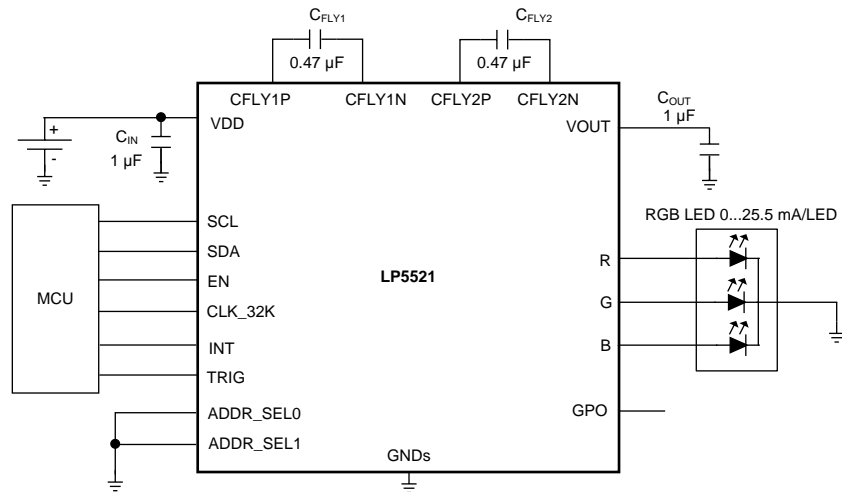 CFLY1
CFLY2
0.47 µF
0.47 µF
CFLY1P
CFLY1N
CFLY2P
CFLY2N
+
-
CIN
1 µF
VDD
VOUT
COUT
1 µF
MCU
SCL
SDA
EN
CLK_32K
INT
TRIG
ADDR_SEL0
ADDR_SEL1
LP5521
RGB LED 0...25.5 mA/LED
R
G
B
GPO
GNDs